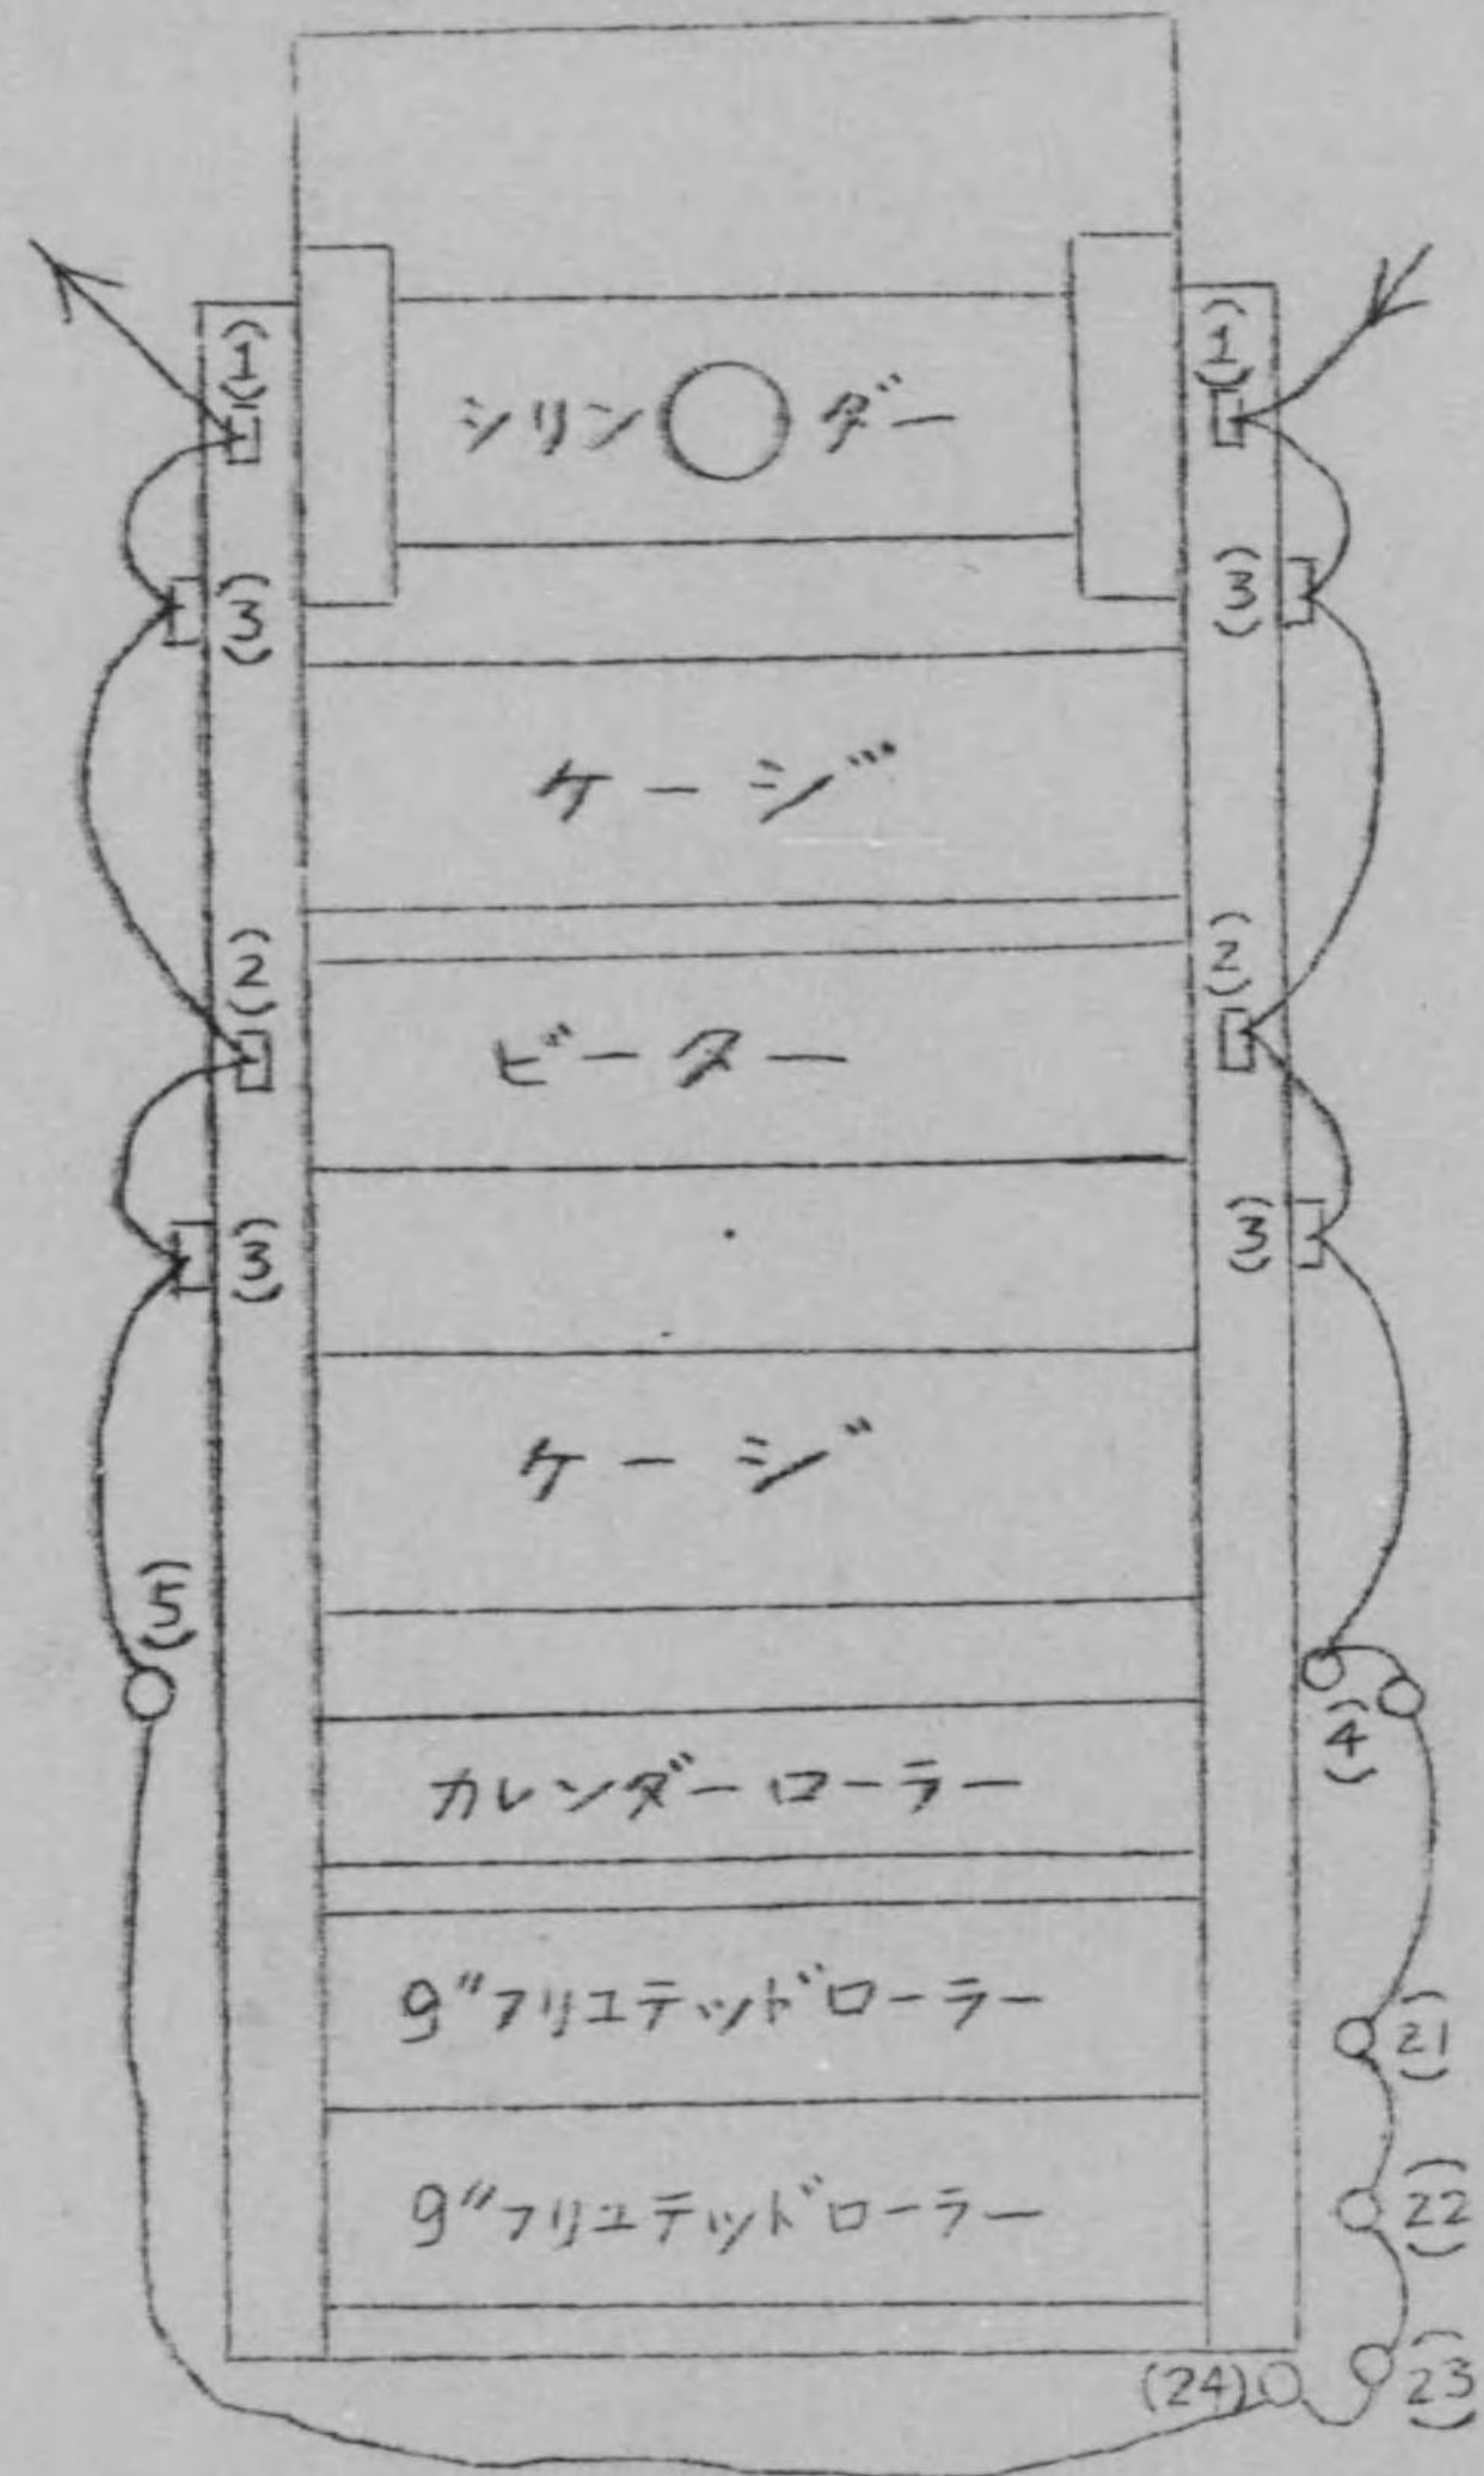 (1) (1)
シリンダー
(3) (3)
ケージ
(2) (2)
ビーター
(3) (3)
ケージ
(5)
(4)
カレンダーローラー
9"フリユテッドローラー
(21)
9"フリユテッドローラー
(22)
(24) (23)